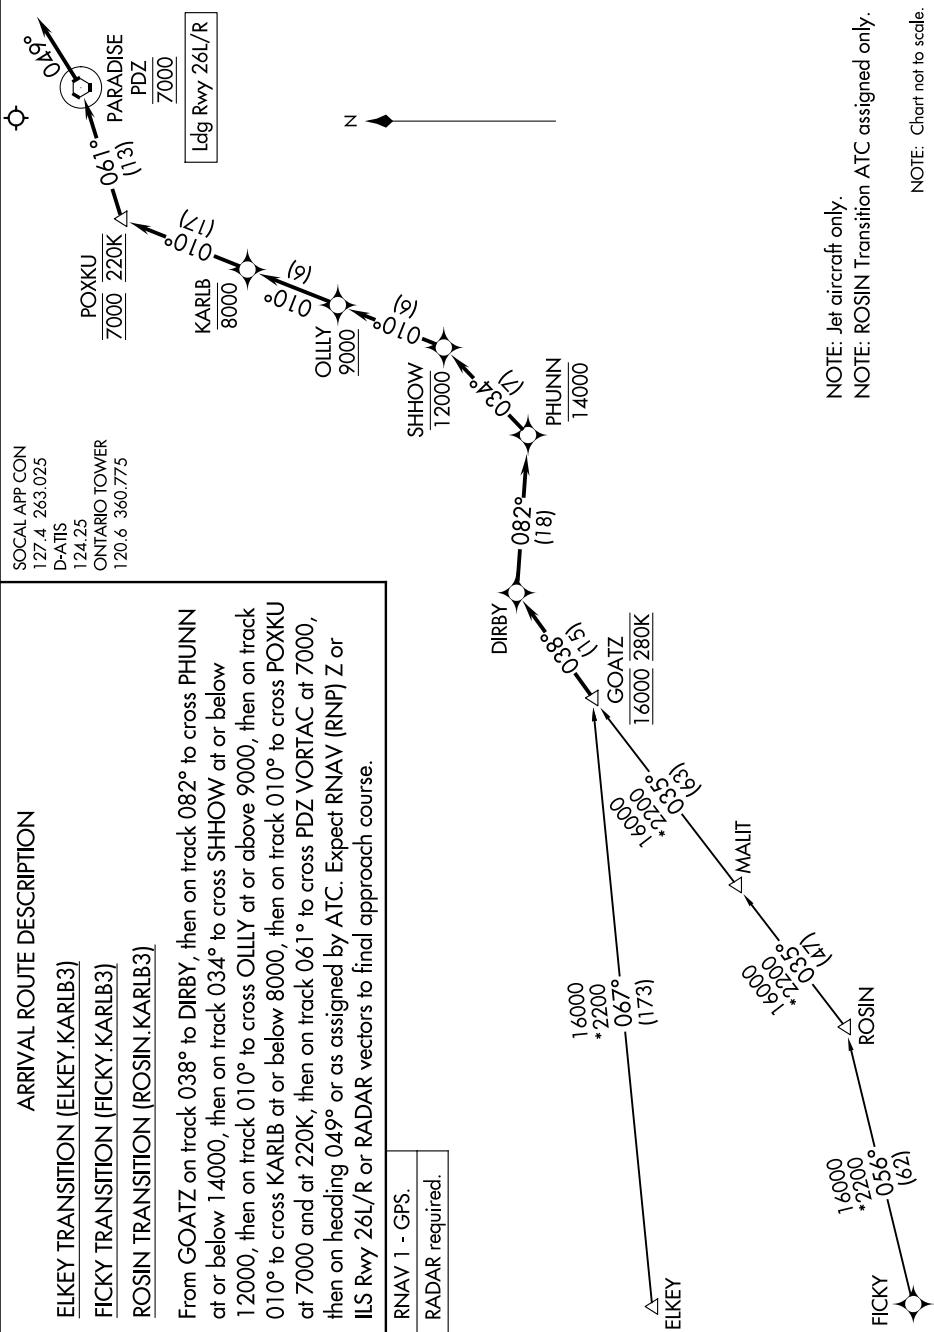 ARRIVAL ROUTE DESCRIPTION
ELKEY TRANSITION (ELKEY.KARLB3)
FICKY TRANSITION (FICKY.KARLB3)
ROSIN TRANSITION (ROSIN.KARLB3)
From GOATZ on track 038° to DIRBY, then on track 082° to cross PHUNN
at or below 14000, then on track 034° to cross SHHOW at or below
12000, then on track 010° to cross OLLLY at or above 9000, then on track
010° to cross KARLB at or below 8000, then on track 010° to cross POXKU
at 7000 and at 220K, then on track 061° to cross PDZ VORTAC at 7000,
then on heading 049° or as assigned by ATC. Expect RNAV (RNP) Z or
ILS Rwy 26L/R or RADAR vectors to final approach course.
RNAV 1 - GPS.
RADAR required.
SOCAL APP CON
127.4 263.025
D-ATIS
124.25
ONTARIO TOWER
120.6 360.775
049°
PARADISE
PDZ
7000
Ldg Rwy 26L/R
061°
(13)
POXKU
7000 220K
010°
(17)
KARLB
8000
010°
(6)
OLLLY
9000
010°
(6)
SHHOW
12000
034°
(7)
PHUNN
14000
082°
(18)
DIRBY
038°
(15)
GOATZ
16000 280K
16000
*2200
035°
(63)
MALIT
16000
*2200
035°
(47)
ROSIN
16000
*2200
056°
(62)
FICKY
16000
*2200
067°
(173)
ELKEY
N
NOTE: Jet aircraft only.
NOTE: ROSIN Transition ATC assigned only.
NOTE: Chart not to scale.